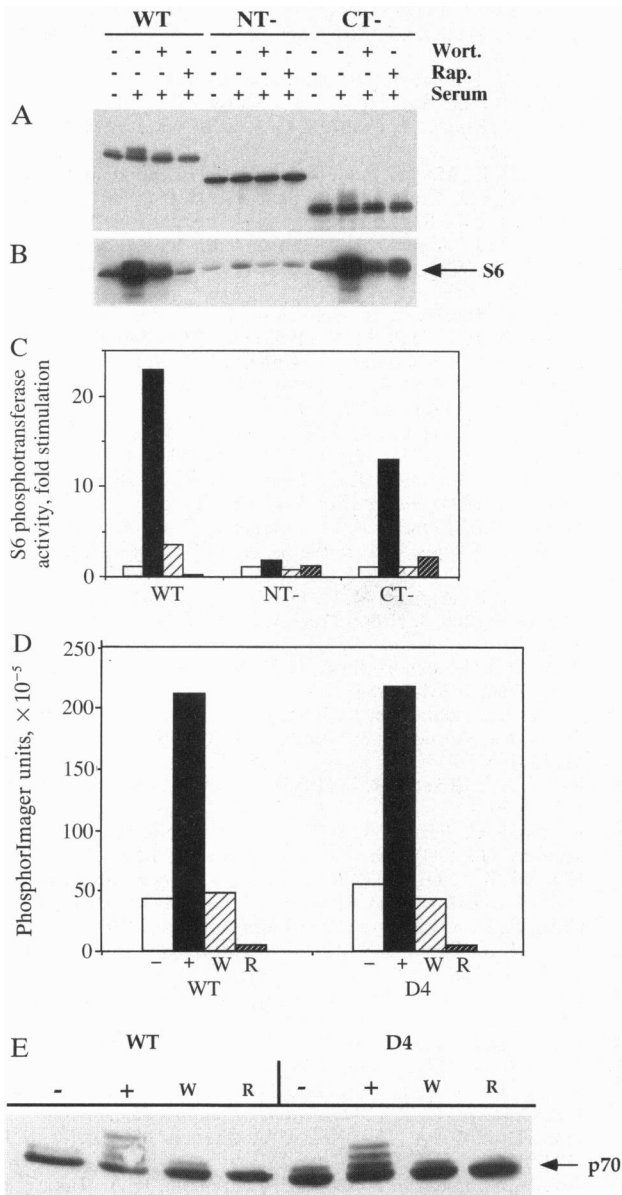 WT NT- CT-
- - + - - - + - - - + - Wort.
- - - + - - - + - - - + Rap.
- + + + - + + + - + + + Serum
A
B
S6
C
S6 phosphotransferase
activity, fold stimulation
20
10
0
WT NT- CT-
D
PhosphorImager units, × 10⁻⁵
250
200
150
100
50
0
– + W R
WT D4
E
WT D4
- + W R - + W R
p70